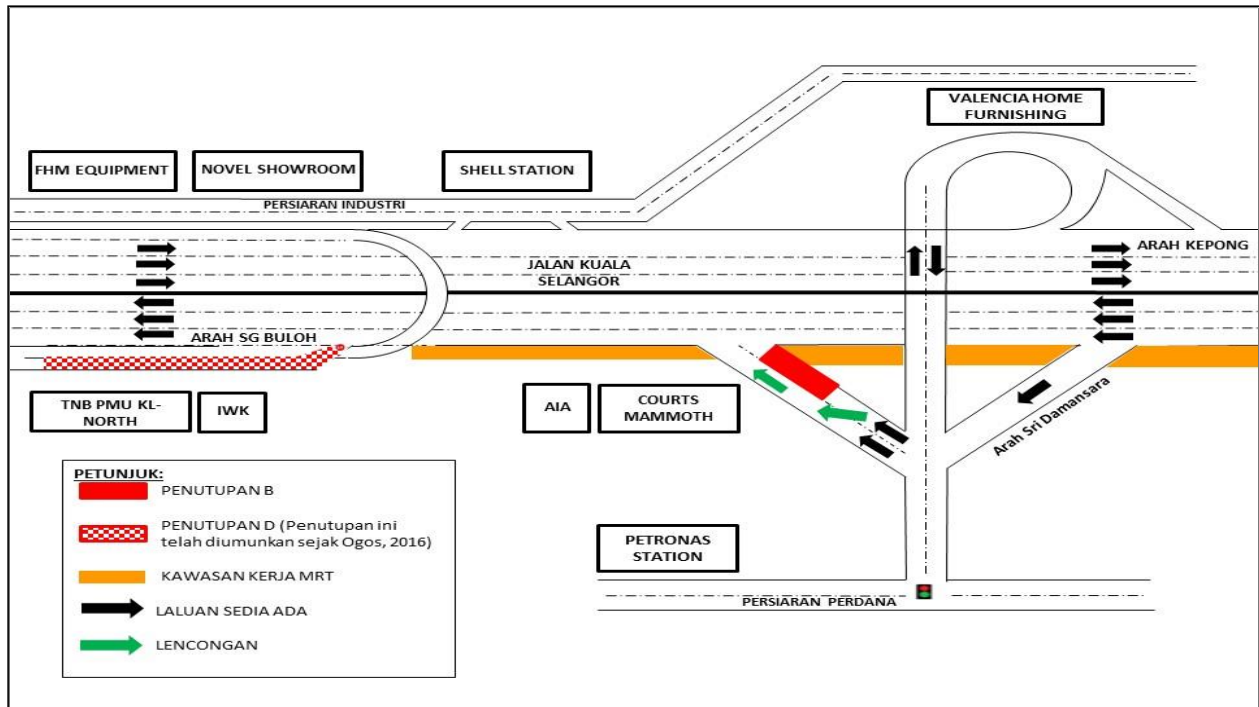 VALENCIA HOME
FURNISHING
FHM EQUIPMENT
NOVEL SHOWROOM
SHELL STATION
PERSIARAN INDUSTRI
ARAH KEPONG
JALAN KUALA
SELANGOR
ARAH SG BULOH
TNB PMU KL-
NORTH
IWK
AIA
COURTS
MAMMOTH
Arah Sri Damansara
PETUNJUK:
PENUTUPAN B
PENUTUPAN D (Penutupan ini
telah diumunkan sejak Ogos, 2016)
KAWASAN KERJA MRT
LALUAN SEDIA ADA
LENCONGAN
PETRONAS
STATION
PERSIARAN PERDANA